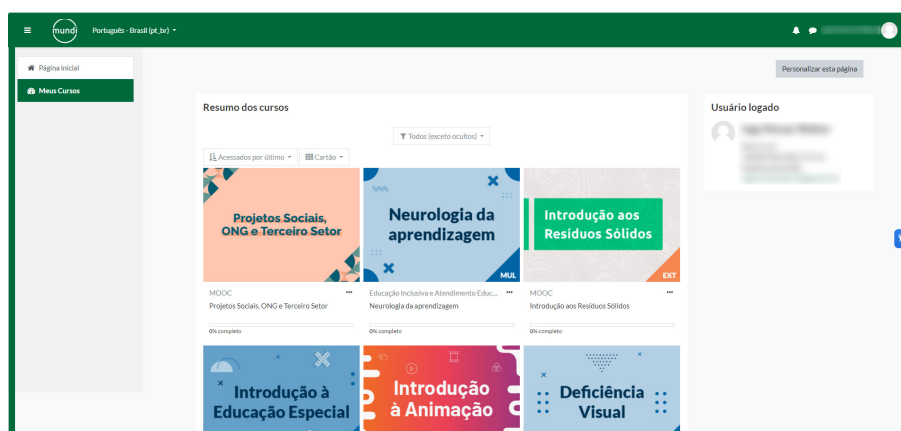 mundi
Português - Brasil (pt_br)
Página inicial
Meus Cursos
Personalizar esta página
Resumo dos cursos
Usuário logado
Todos (exceto ocultos)
Acessados por último
Cartão
Projetos Sociais,
ONG e Terceiro Setor
Neurologia da
aprendizagem
MUL
Introdução aos
Resíduos Sólidos
EXT
MOOC
Projetos Sociais, ONG e Terceiro Setor
0% completo
Educação Inclusiva e Atendimento Educ...
Neurologia da aprendizagem
0% completo
MOOC
Introdução aos Resíduos Sólidos
0% completo
Introdução à
Educação Especial
Introdução
à Animação
Deficiência
Visual